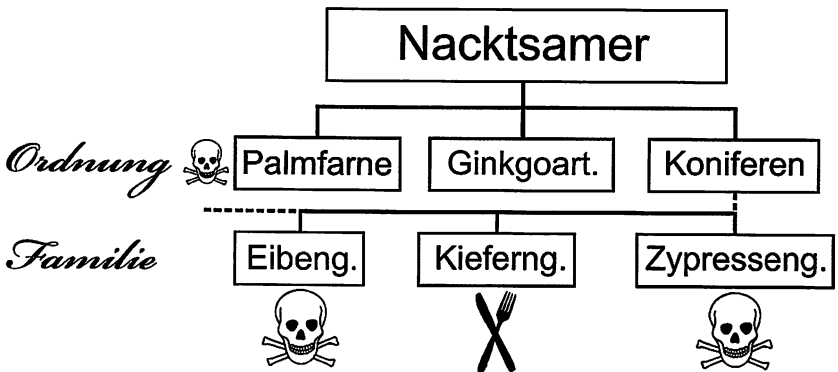 Nacktsamer
Ordnung Palmfarne Ginkgoart. Koniferen
Familie Eibeng. Kieferng. Zypresseng.